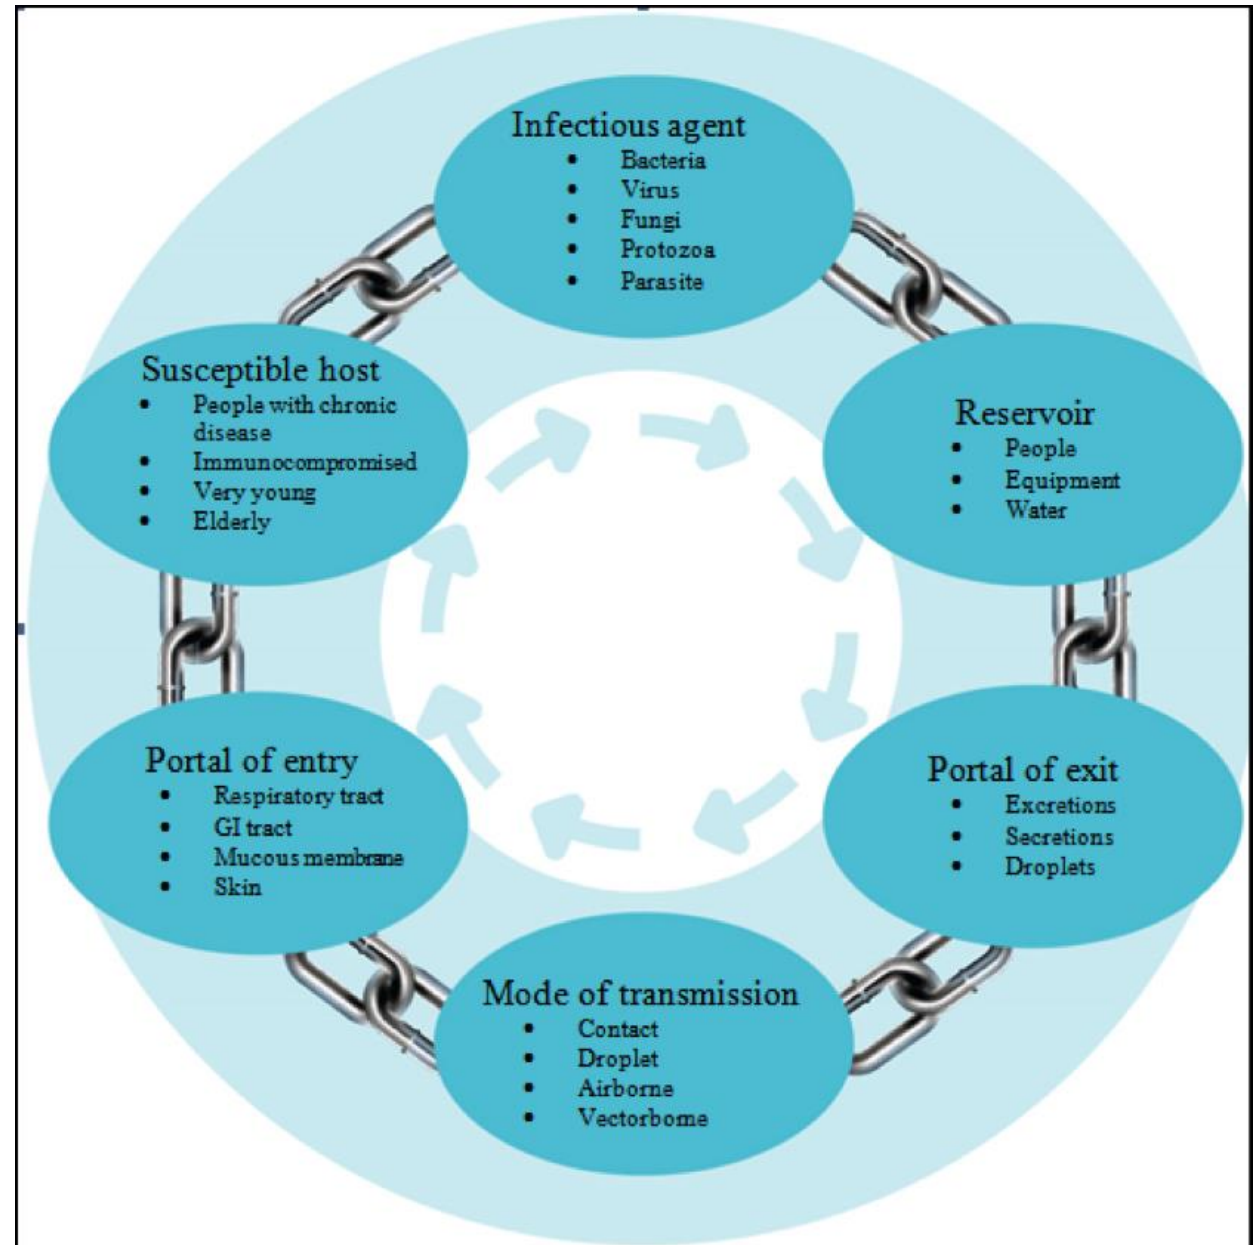 Infectious agent
• Bacteria
• Virus
• Fungi
• Protozoa
• Parasite
Reservoir
• People
• Equipment
• Water
Portal of exit
• Excretions
• Secretions
• Droplets
Mode of transmission
• Contact
• Droplet
• Airborne
• Vectorborne
Portal of entry
• Respiratory tract
• GI tract
• Mucous membrane
• Skin
Susceptible host
• People with chronic
disease
• Immunocompromised
• Very young
• Elderly